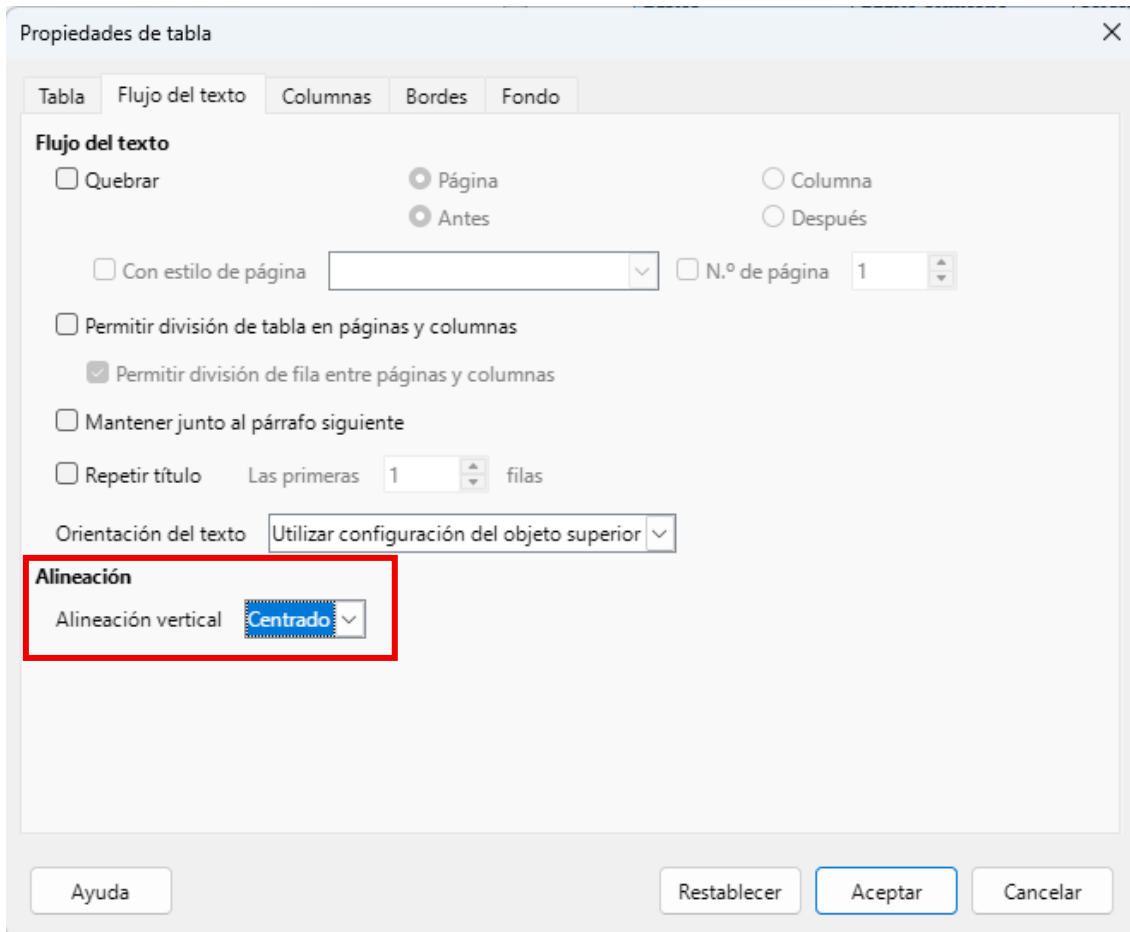 Propiedades de tabla
Tabla Flujo del texto Columnas Bordes Fondo
Flujo del texto
Quebrar Página Columna
Antes Después
Con estilo de página N.º de página 1
Permitir división de tabla en páginas y columnas
Permitir división de fila entre páginas y columnas
Mantener junto al párrafo siguiente
Repetir título Las primeras 1 filas
Orientación del texto Utilizar configuración del objeto superior
Alineación
Alineación vertical Centrado
Ayuda Restablecer Aceptar Cancelar